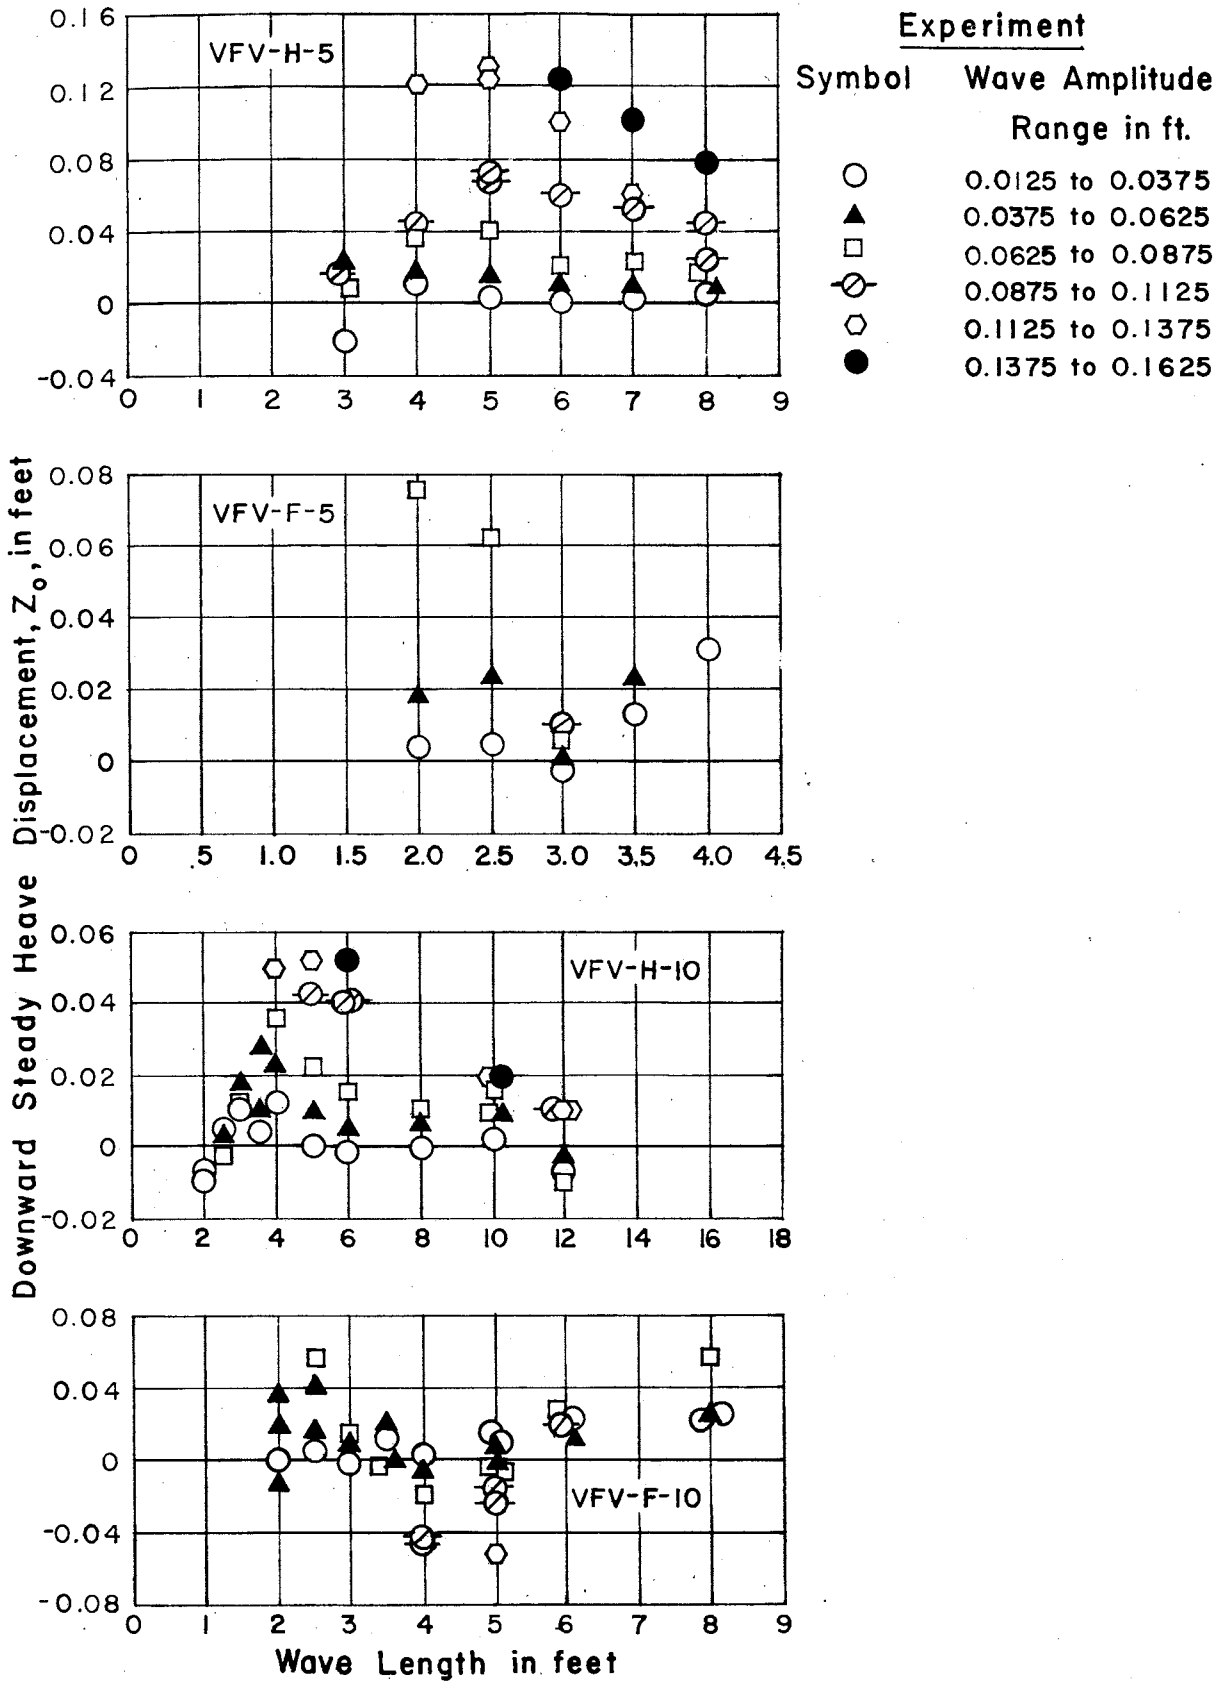 Experiment
Symbol Wave Amplitude
Range in ft.
0.0125 to 0.0375
0.0375 to 0.0625
0.0625 to 0.0875
0.0875 to 0.1125
0.1125 to 0.1375
0.1375 to 0.1625
Downward Steady Heave Displacement, Zo, in feet
VFV-H-5
0.16
0.12
0.08
0.04
0
-0.04
0 1 2 3 4 5 6 7 8 9
VFV-F-5
0.08
0.06
0.04
0.02
0
-0.02
0 .5 1.0 1.5 2.0 2.5 3.0 3.5 4.0 4.5
VFV-H-10
0.06
0.04
0.02
0
-0.02
0 2 4 6 8 10 12 14 16 18
VFV-F-10
0.08
0.04
0
-0.04
-0.08
0 1 2 3 4 5 6 7 8 9
Wave Length in feet